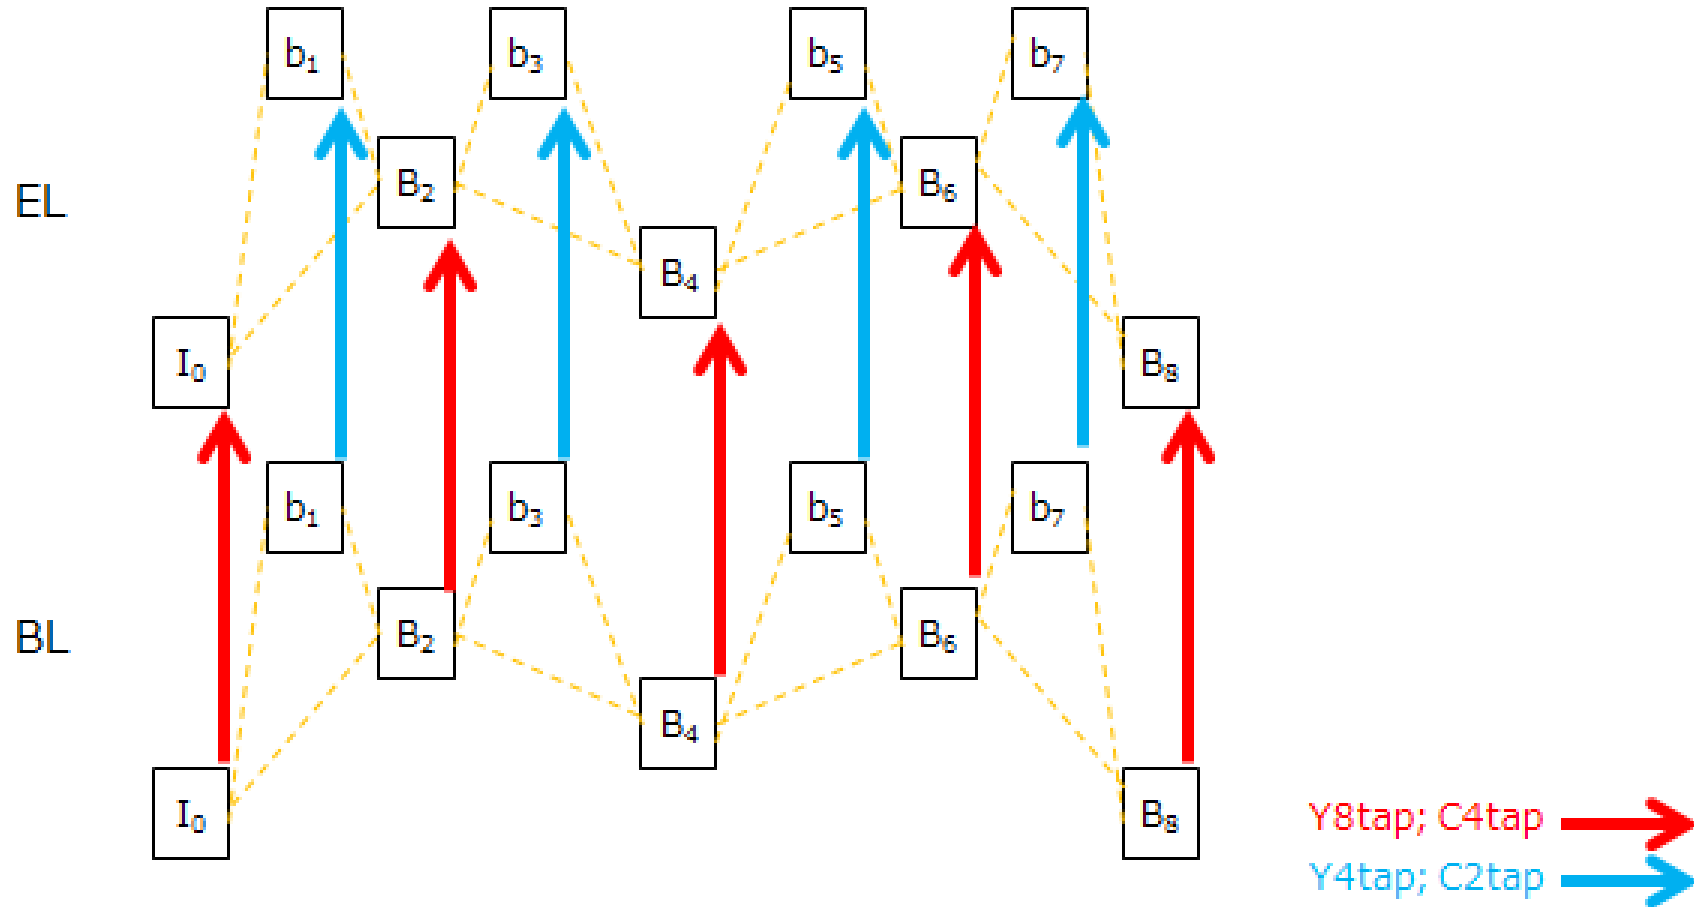 b1 b3 b5 b7
B2 B6
EL
B4
I0 B8
b1 b3 b5 b7
BL B2 B6
B4
I0 B8
Y8tap; C4tap
Y4tap; C2tap